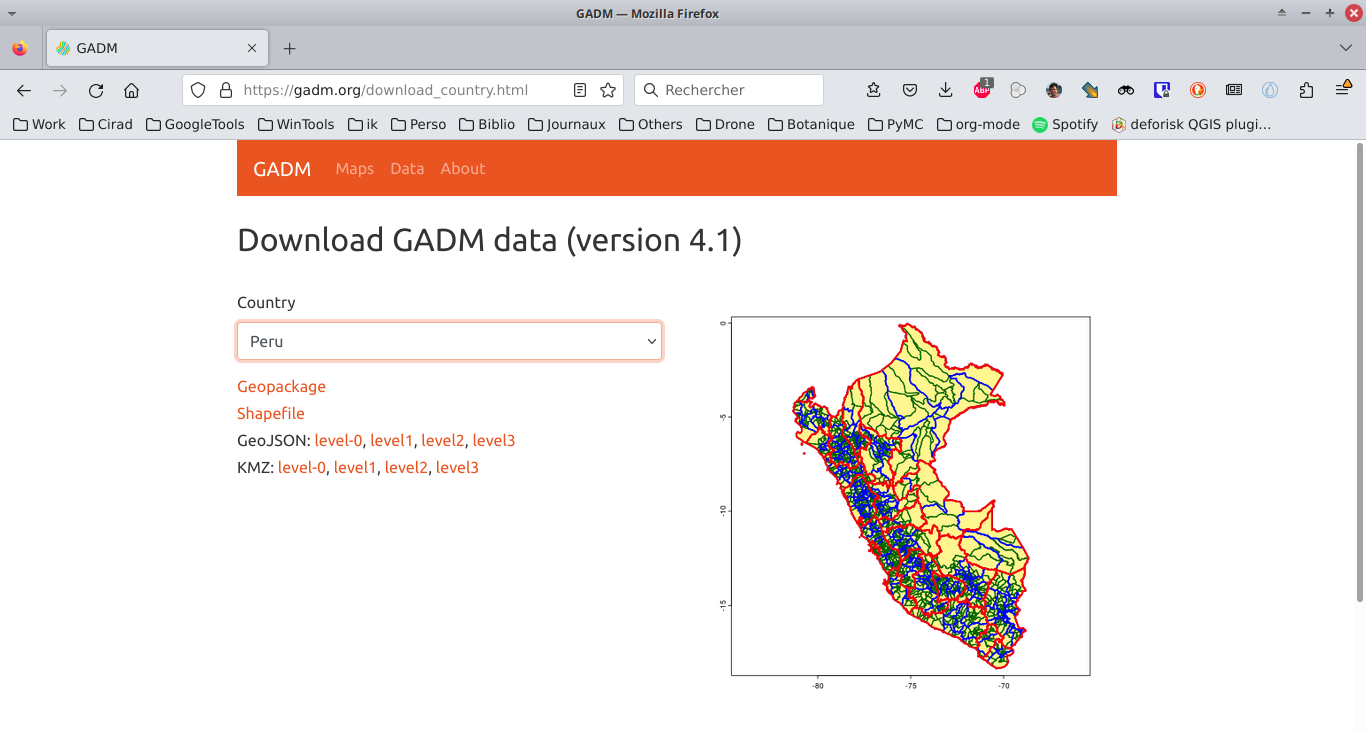 GADM — Mozilla Firefox
GADM
https://gadm.org/download_country.html
Rechercher
1
ABP
Work Cirad GoogleTools WinTools ik Perso Biblio Journaux Others Drone Botanique PyMC org-mode Spotify deforisk QGIS plugi…
GADM Maps Data About
Download GADM data (version 4.1)
Country
Peru
Geopackage
Shapefile
GeoJSON: level-0, level1, level2, level3
KMZ: level-0, level1, level2, level3
0
-5
-10
-15
-80 -75 -70